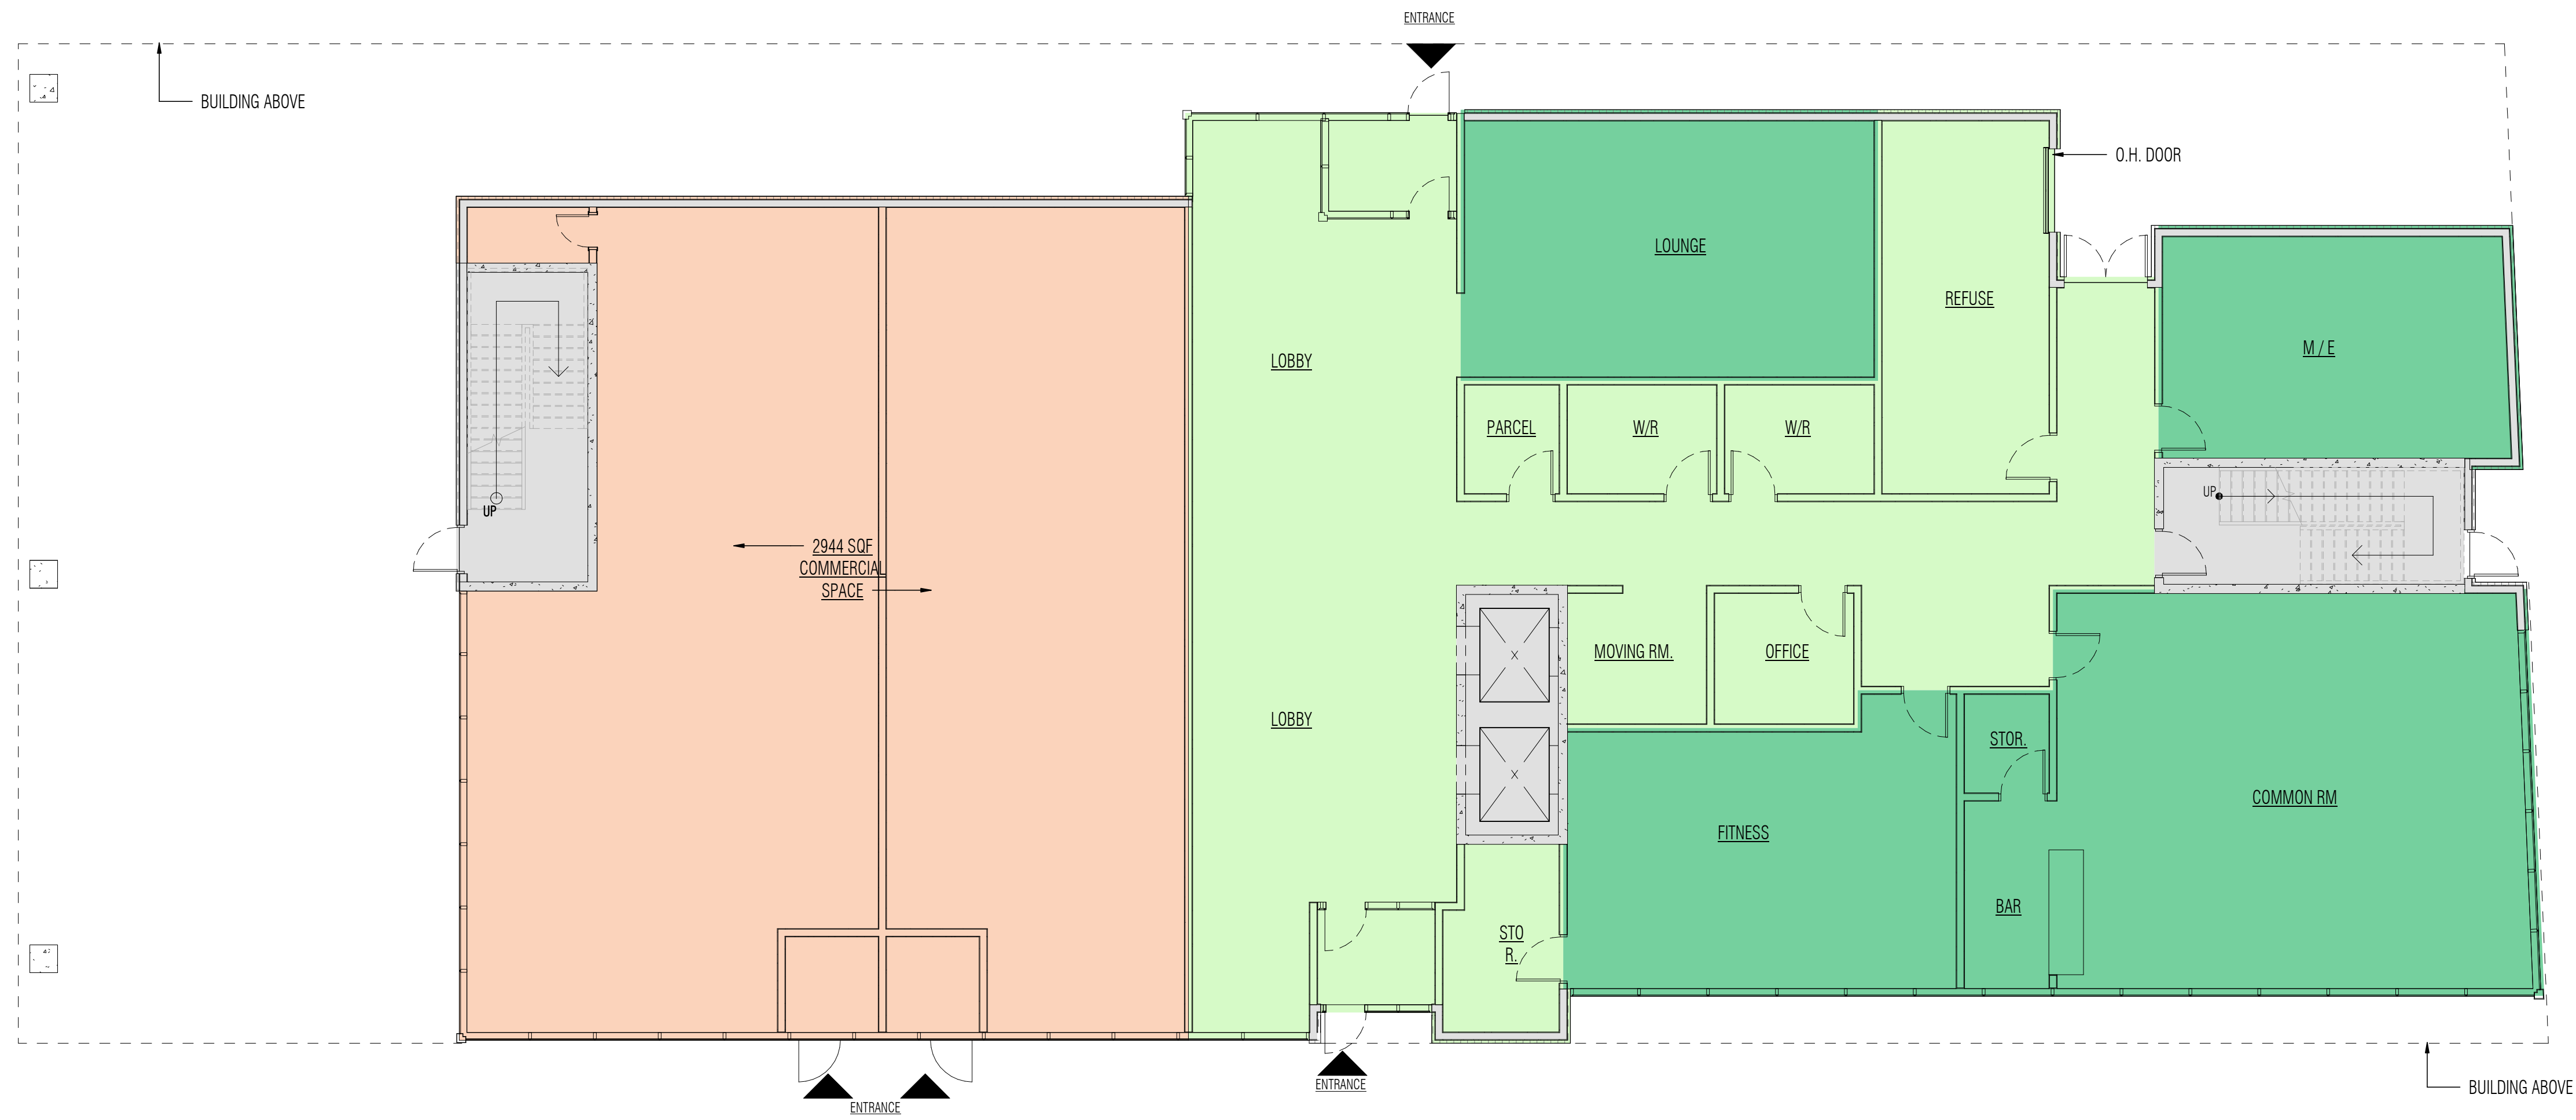 ENTRANCE
BUILDING ABOVE
O.H. DOOR
LOUNGE
REFUSE
M / E
LOBBY
PARCEL
W/R
W/R
UP
UP
2944 SQF
COMMERCIAL
SPACE
MOVING RM.
OFFICE
LOBBY
STOR.
COMMON RM
FITNESS
BAR
STO
R.
ENTRANCE
BUILDING ABOVE
ENTRANCE